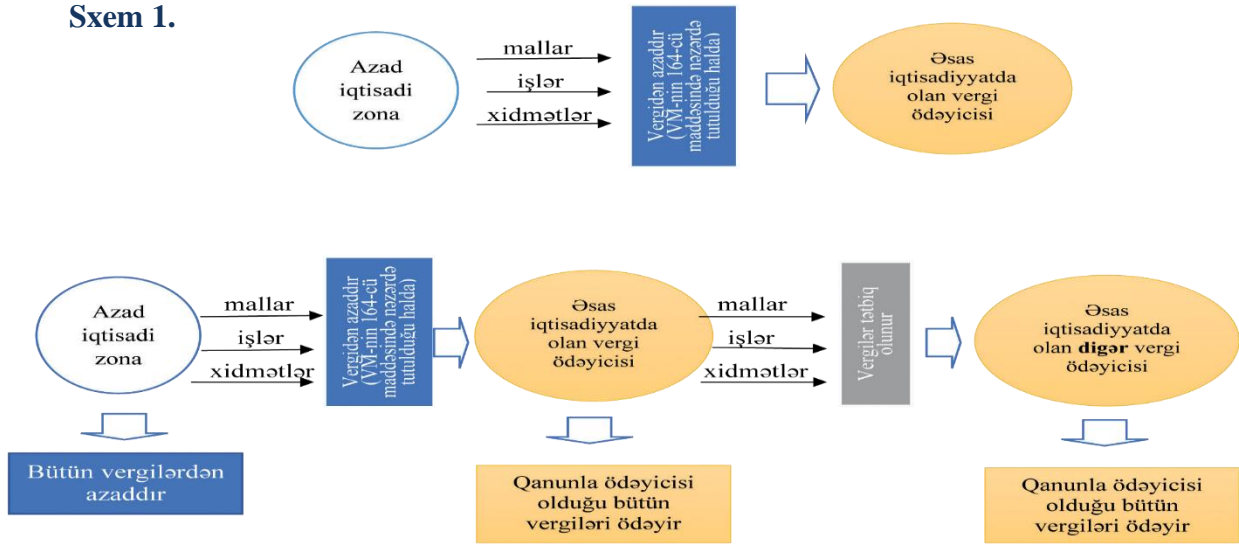 Sxem 1.
Azad
iqtisadi
zona
mallar
işlər
xidmətlər
Vergidən azaddır
(VM-nin 164-cü
maddəsində nəzərdə
tutulduğu halda)
Əsas
iqtisadiyyatda
olan vergi
ödəyicisi
Azad
iqtisadi
zona
mallar
işlər
xidmətlər
Vergidən azaddır
(VM-nin 164-cü
maddəsində nəzərdə
tutulduğu halda)
Əsas
iqtisadiyyatda
olan vergi
ödəyicisi
mallar
işlər
xidmətlər
Vergilər tətbiq
olunur
Əsas
iqtisadiyyatda
olan digər vergi
ödəyicisi
Bütün vergilərdən
azaddır
Qanunla ödəyicisi
olduğu bütün
vergiləri ödəyir
Qanunla ödəyicisi
olduğu bütün
vergiləri ödəyir